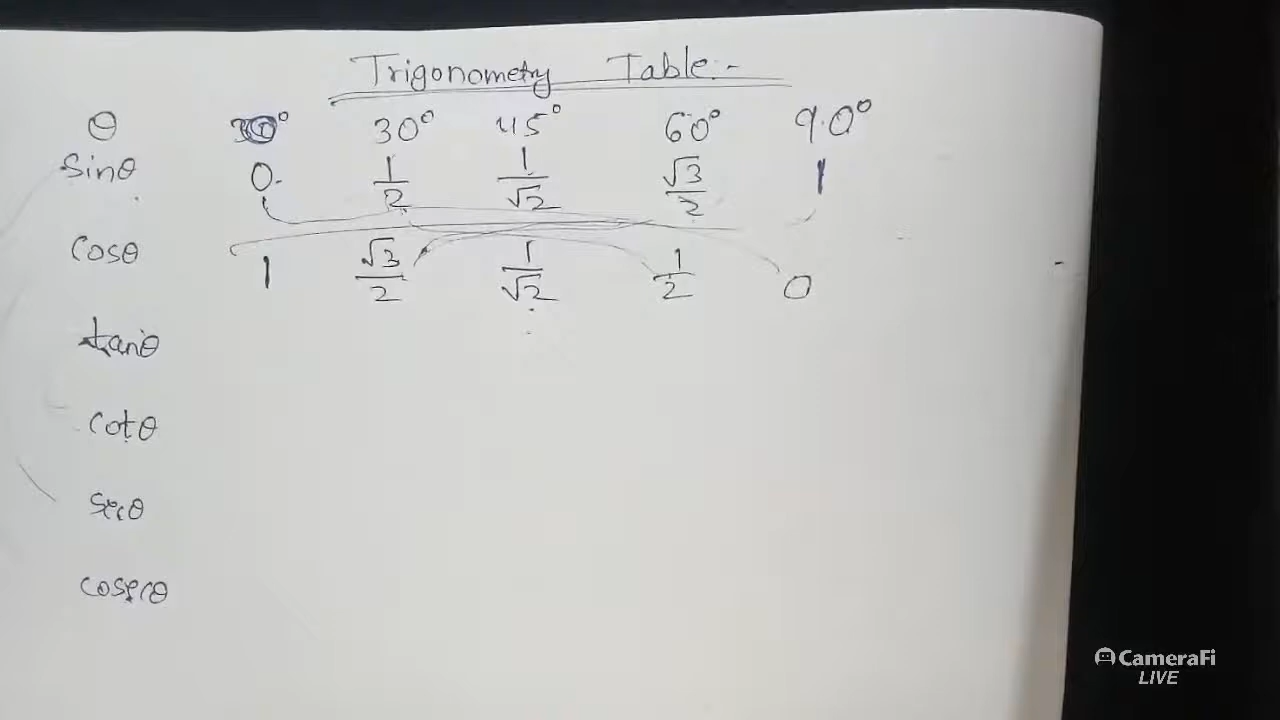 Trigonometry Table:-
θ 0° 30° 45° 60° 90°
sinθ 0 1/2 1/√2 √3/2 1
cosθ 1 √3/2 1/√2 1/2 0
tanθ
cotθ
secθ
cosecθ
CameraFi
LIVE